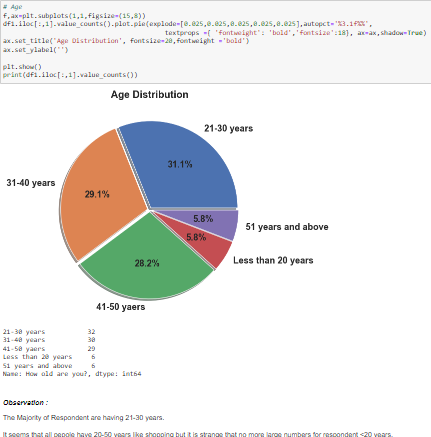 # Age
f,ax=plt.subplots(1,1,figsize=(15,8))
df1.iloc[:,1].value_counts().plot.pie(explode=[0.025,0.025,0.025,0.025,0.025],autopct='%3.1f%%',
textprops ={ 'fontweight': 'bold','fontsize':18}, ax=ax,shadow=True)
ax.set_title('Age Distribution', fontsize=20,fontweight ='bold')
ax.set_ylabel('')
plt.show()
print(df1.iloc[:,1].value_counts())
Age Distribution
21-30 years
31.1%
31-40 years
29.1%
5.8%
51 years and above
5.8%
Less than 20 years
28.2%
41-50 yaers
21-30 years 32
31-40 years 30
41-50 yaers 29
Less than 20 years 6
51 years and above 6
Name: How old are you?, dtype: int64
Observation :
The Majority of Respondent are having 21-30 years.
It seems that all people have 20-50 years like shopping but it is strange that no more large numbers for respondent <20 years.